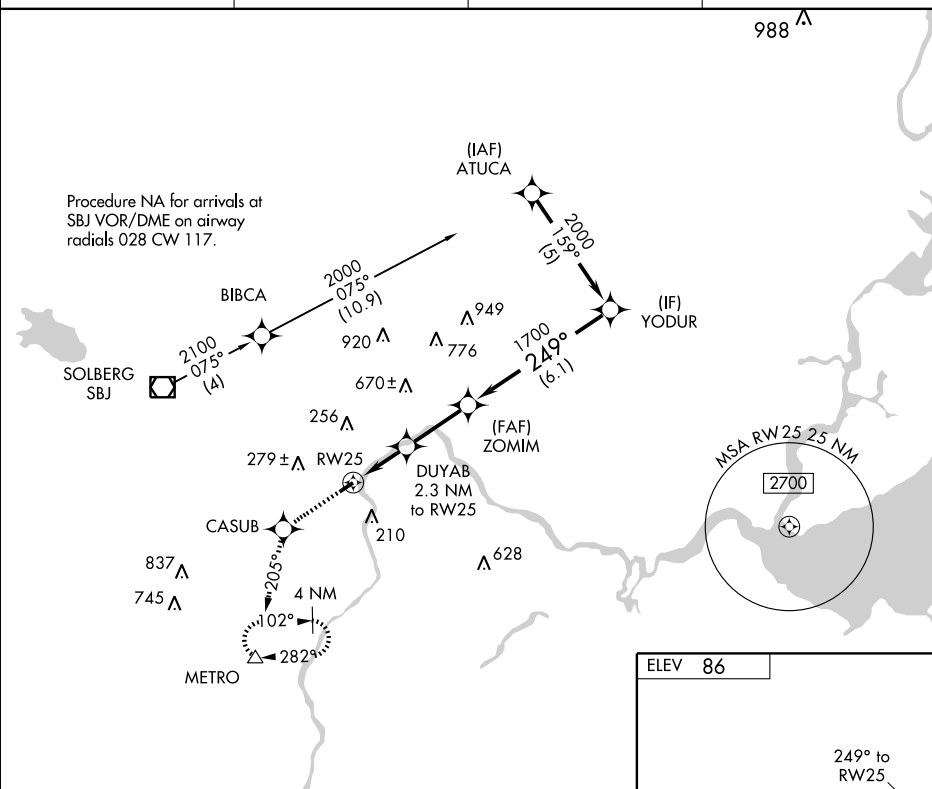 988
(IAF)
ATUCA
Procedure NA for arrivals at
SBJ VOR/DME on airway
radials 028 CW 117.
2000
159°
(5)
BIBCA
2000
075°
(10.9)
(IF)
YODUR
949
920
776
1700
249°
(6.1)
2100
075°
(4)
SOLBERG
SBJ
670±
256
(FAF)
ZOMIM
279±
RW25
DUYAB
2.3 NM
to RW25
MSA RW25 25 NM
2700
CASUB
210
628
837
745
205°
4 NM
102°
282°
METRO
ELEV 86
249° to
RW25